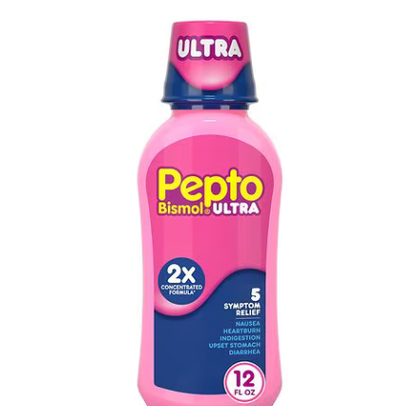 ULTRA
Pepto
Bismol® ULTRA
2X
CONCENTRATED
FORMULA*
5
SYMPTOM
RELIEF
NAUSEA
HEARTBURN
INDIGESTION
UPSET STOMACH
DIARRHEA
12
FL OZ